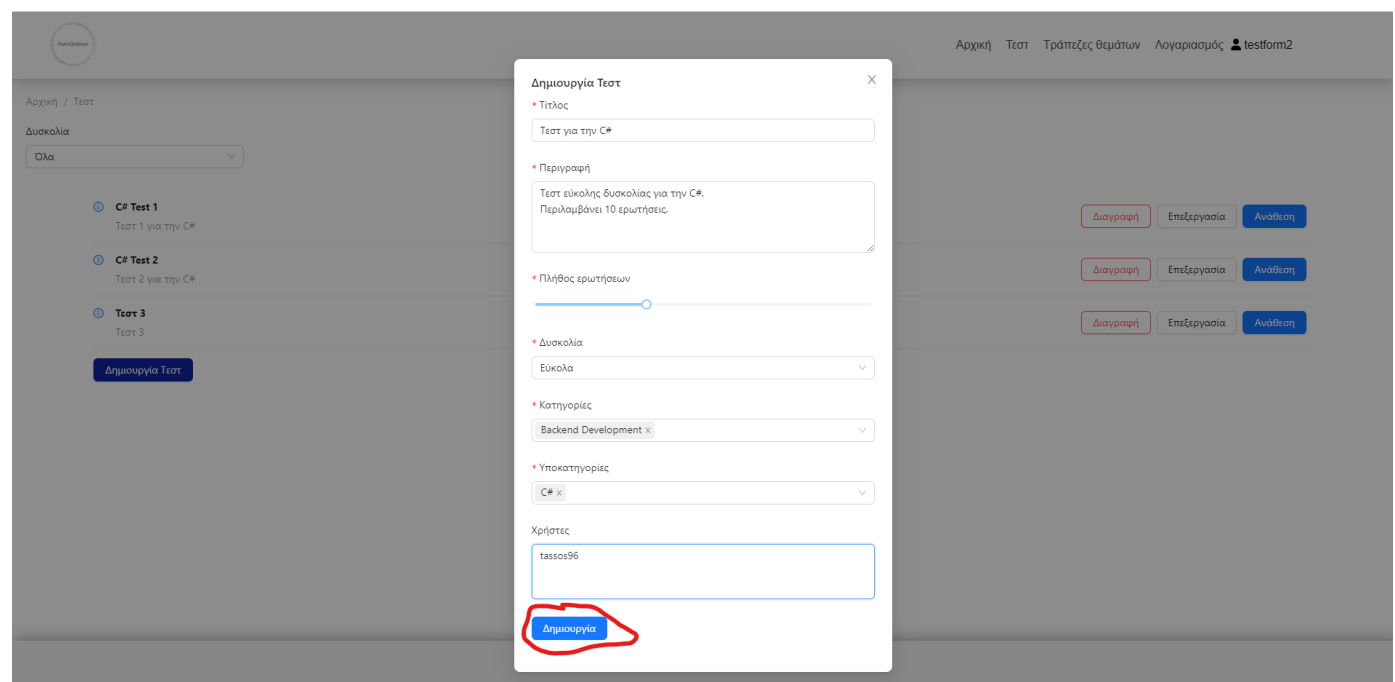 AutoQuizzer
Αρχική Τεστ Τράπεζες θεμάτων Λογαριασμός testform2
Αρχική / Τεστ
Δυσκολία
Όλα
C# Test 1
Τεστ 1 για την C#
Διαγραφή Επεξεργασία Ανάθεση
C# Test 2
Τεστ 2 για την C#
Διαγραφή Επεξεργασία Ανάθεση
Τεστ 3
Τεστ 3
Διαγραφή Επεξεργασία Ανάθεση
Δημιουργία Τεστ
Δημιουργία Τεστ
* Τίτλος
Τεστ για την C#
* Περιγραφή
Τεστ εύκολης δυσκολίας για την C#.
Περιλαμβάνει 10 ερωτήσεις.
* Πλήθος ερωτήσεων
* Δυσκολία
Εύκολα
* Κατηγορίες
Backend Development ×
* Υποκατηγορίες
C# ×
Χρήστες
tassos96
Δημιουργία